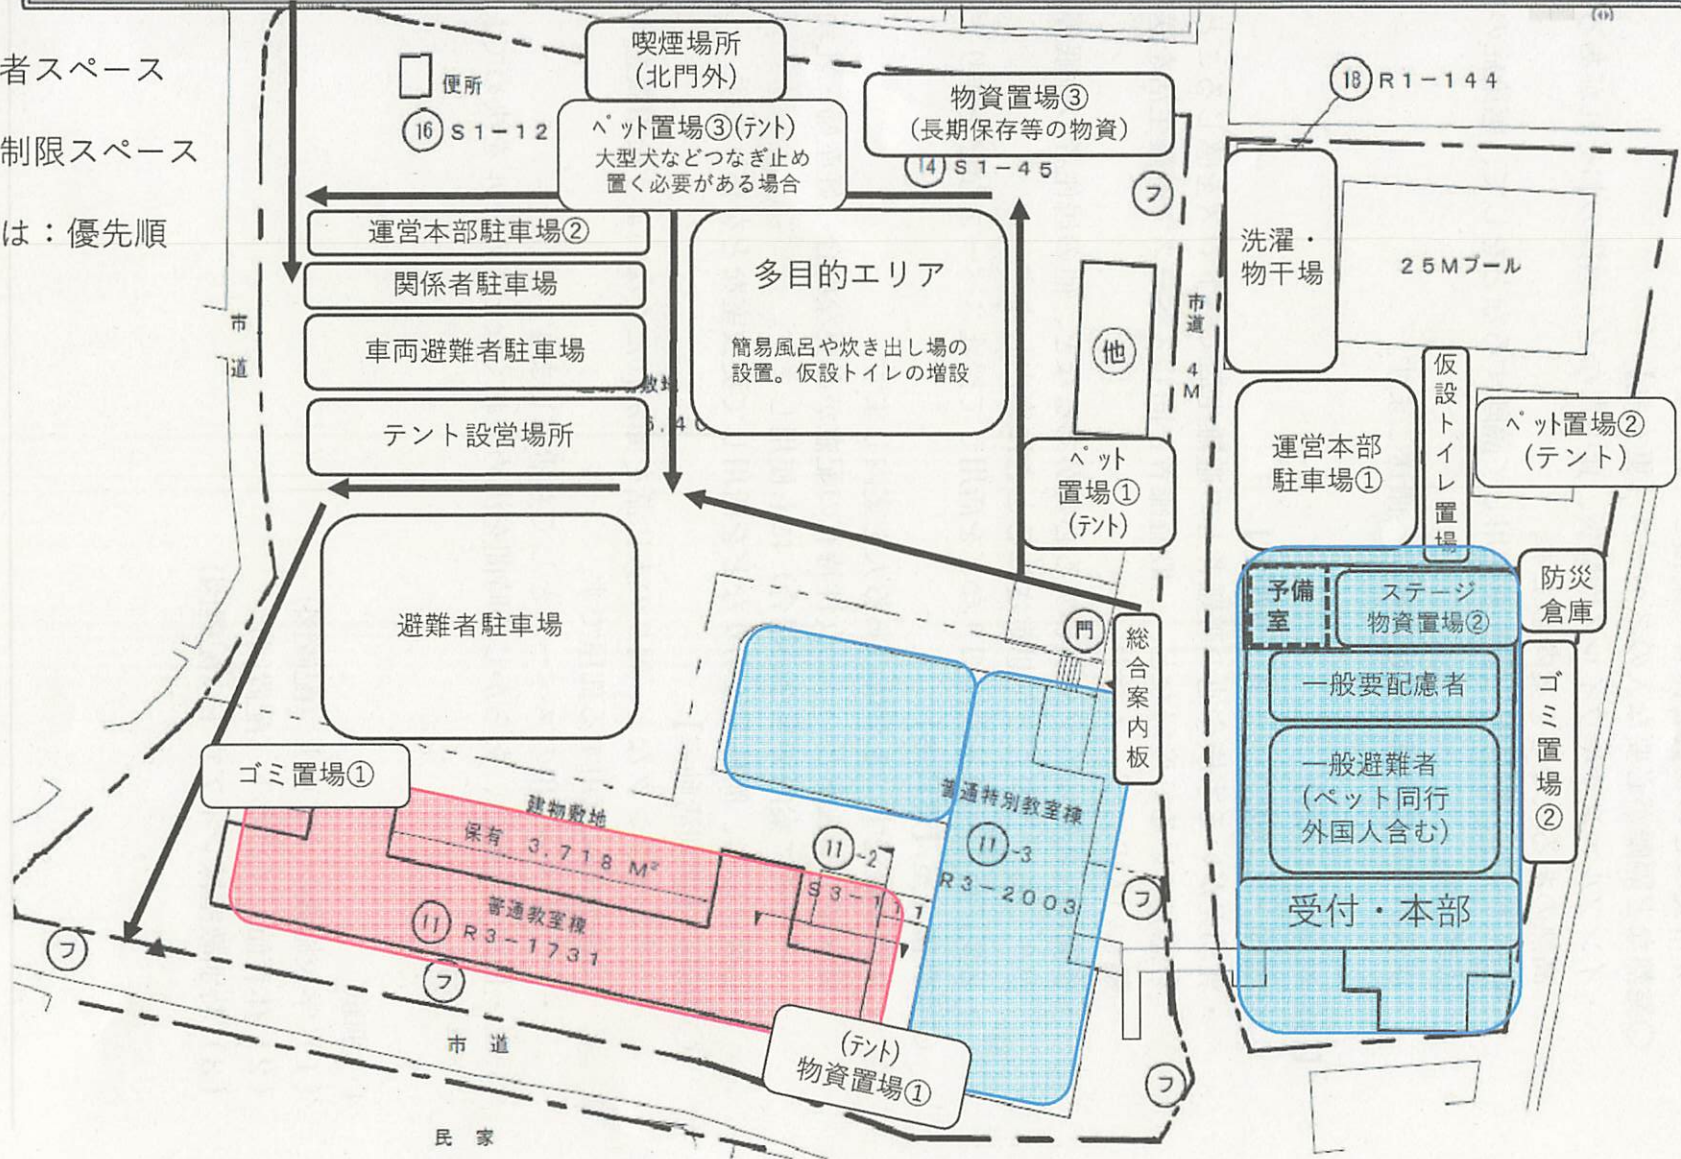 者スペース
制限スペース
は：優先順
便所
⑯ S1-12
喫煙場所
(北門外)
ペット置場③(テント)
大型犬などつなぎ止め
置く必要がある場合
物資置場③
(長期保存等の物資)
⑭ S1-45
⑱ R1-144
フ
運営本部駐車場②
関係者駐車場
車両避難者駐車場
テント設営場所
多目的エリア
簡易風呂や炊き出し場の
設置。仮設トイレの増設
他
市道
市道 4M
洗濯・
物干場
25Mプール
仮設トイレ置場
運営本部
駐車場①
ペット置場②
(テント)
ペット
置場①
(テント)
避難者駐車場
門
総合案内板
予備
室
ステージ
物資置場②
防災
倉庫
一般要配慮者
一般避難者
(ペット同行
外国人含む)
ゴミ置場②
受付・本部
ゴミ置場①
建物敷地
保有 3,718 M²
普通教室棟
⑪ R3-1731
⑪-2
普通特別教室棟
⑪-3
R3-2003
フ
フ
フ
フ
(テント)
物資置場①
市道
民家